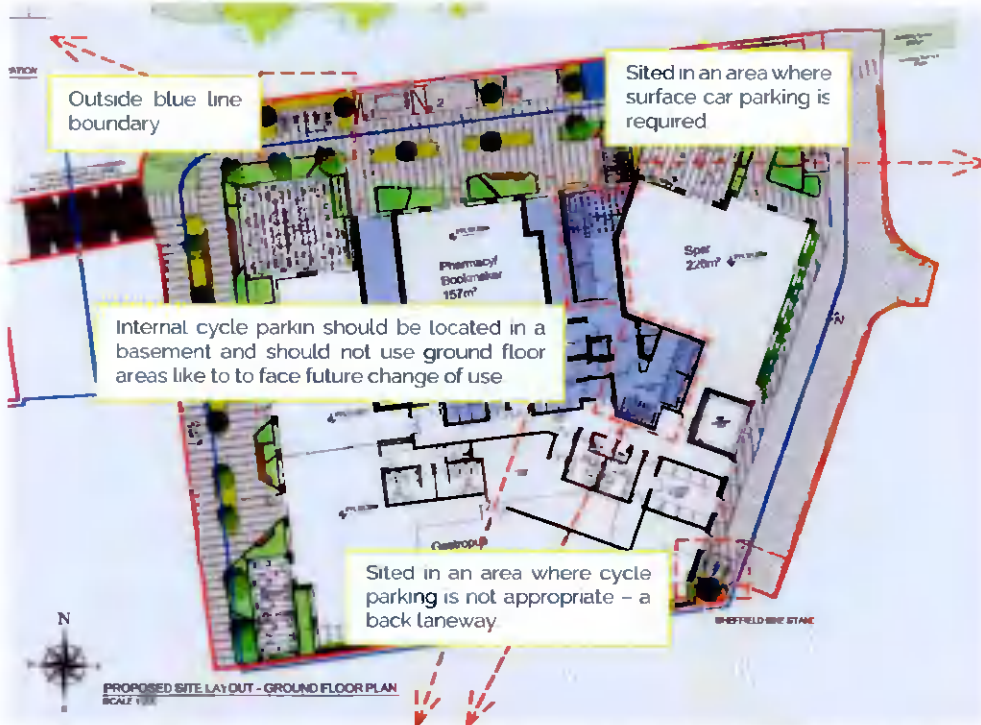 Outside blue line
boundary
Sited in an area where
surface car parking is
required
Pharmacy/
Bookmaker
157m²
Spar
226m²
Internal cycle parkin should be located in a
basement and should not use ground floor
areas like to to face future change of use
Gastropub
Sited in an area where cycle
parking is not appropriate – a
back laneway
SHEFFIELD BIKE STAND
N
PROPOSED SITE LAYOUT - GROUND FLOOR PLAN
SCALE